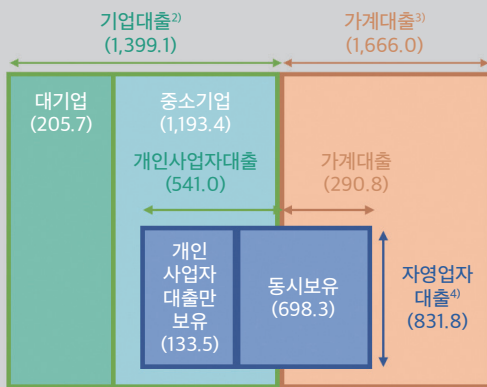 기업대출2)
(1,399.1)
가계대출3)
(1,666.0)
대기업
(205.7)
중소기업
(1,193.4)
개인사업자대출
(541.0)
가계대출
(290.8)
개인
사업자
대출만
보유
(133.5)
동시보유
(698.3)
자영업자
대출4)
(831.8)